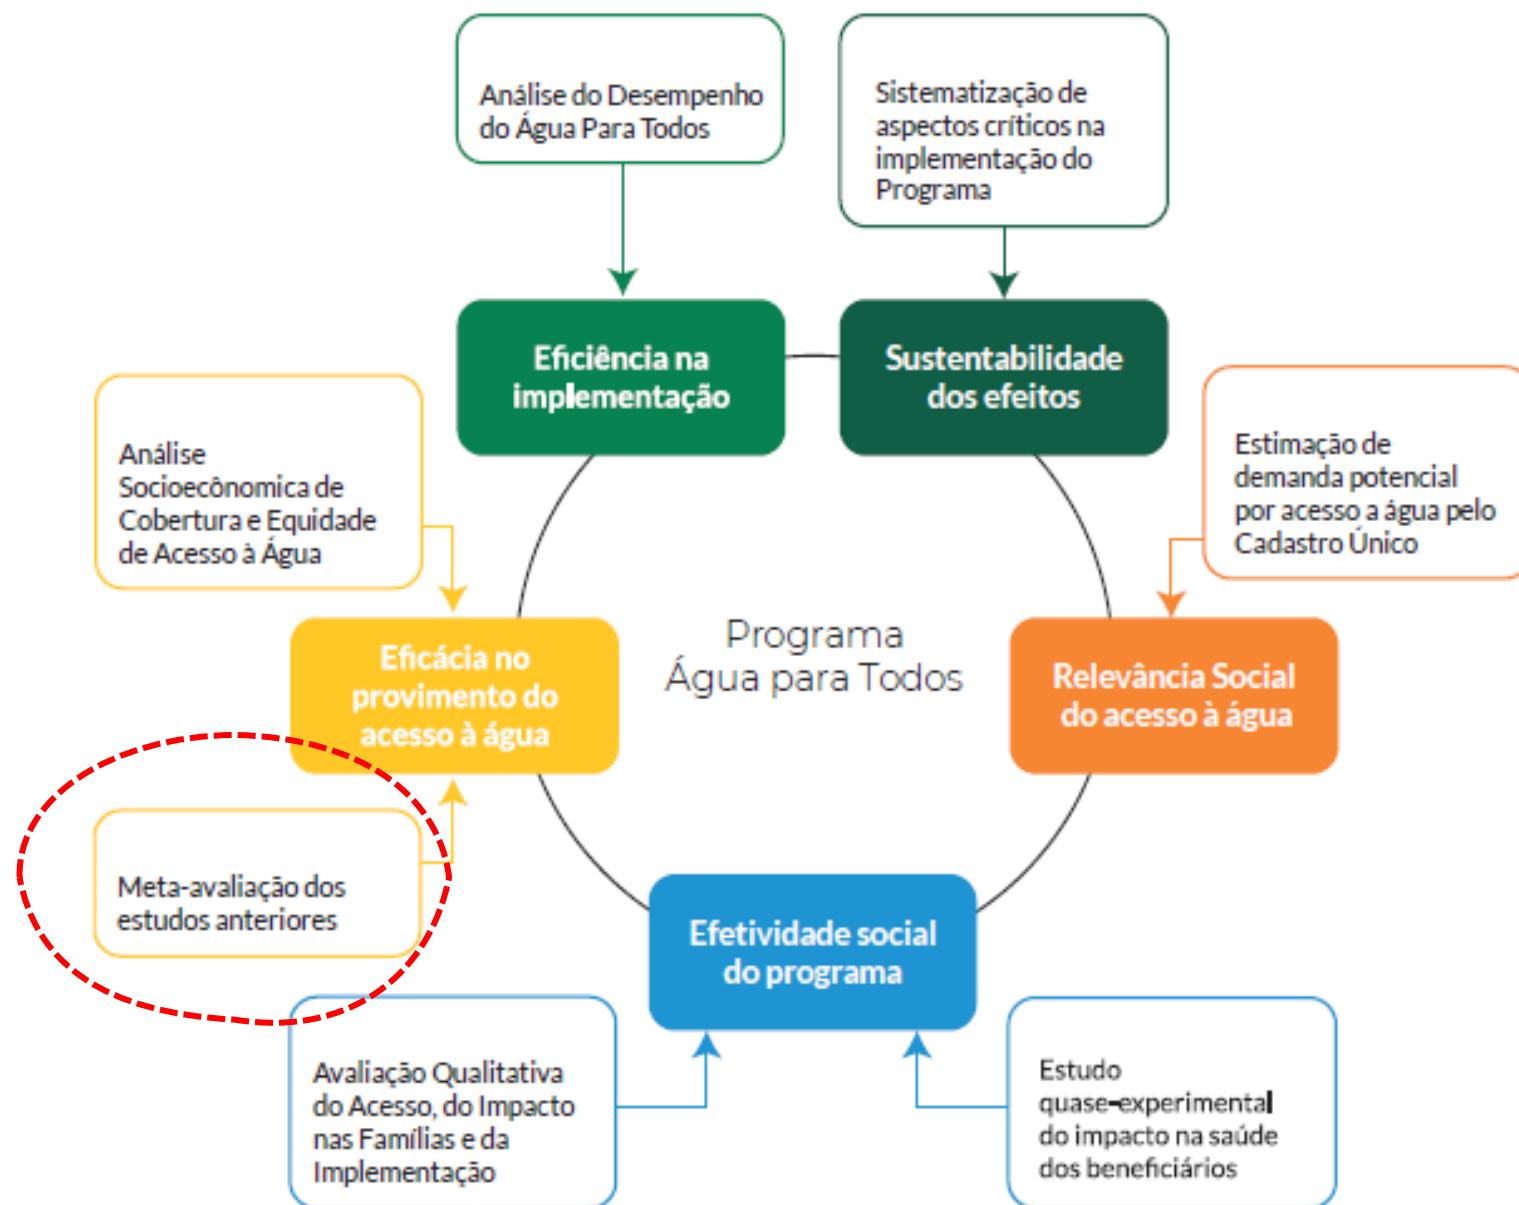 Análise do Desempenho
do Água Para Todos
Sistematização de
aspectos críticos na
implementação do
Programa
Eficiência na
implementação
Sustentabilidade
dos efeitos
Análise
Socioecônomica de
Cobertura e Equidade
de Acesso à Água
Estimação de
demanda potencial
por acesso a água pelo
Cadastro Único
Eficácia no
provimento do
acesso à água
Programa
Água para Todos
Relevância Social
do acesso à água
Meta-avaliação dos
estudos anteriores
Efetividade social
do programa
Avaliação Qualitativa
do Acesso, do Impacto
nas Famílias e da
Implementação
Estudo
quase-experimental
do impacto na saúde
dos beneficiários